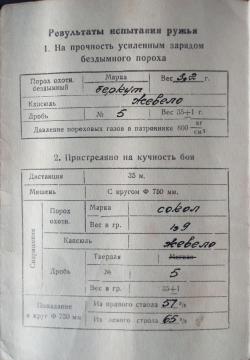 Результаты испытания ружья
1. На прочность усиленным зарядом
бездымного пороха
Порох охотн. бездымный Марка беркут Вес 3,2 г.
Капсюль жевело
Дробь № 5 Вес 35+1 г.
Давление пороховых газов в патроннике 800 кг/см²
2. Пристреляно на кучность боя
Дистанция 35 м.
Мишень С кругом Ф 750 мм.
Снаряжение
Порох охотн. Марка сокол
Вес в гр. 1,9
Капсюль жевело
Дробь Твердая Мягкая
№ 5
Вес в гр. 35±1
Попадание в круг Ф 750 мм
Из правого ствола 57 %
Из левого ствола 65 %